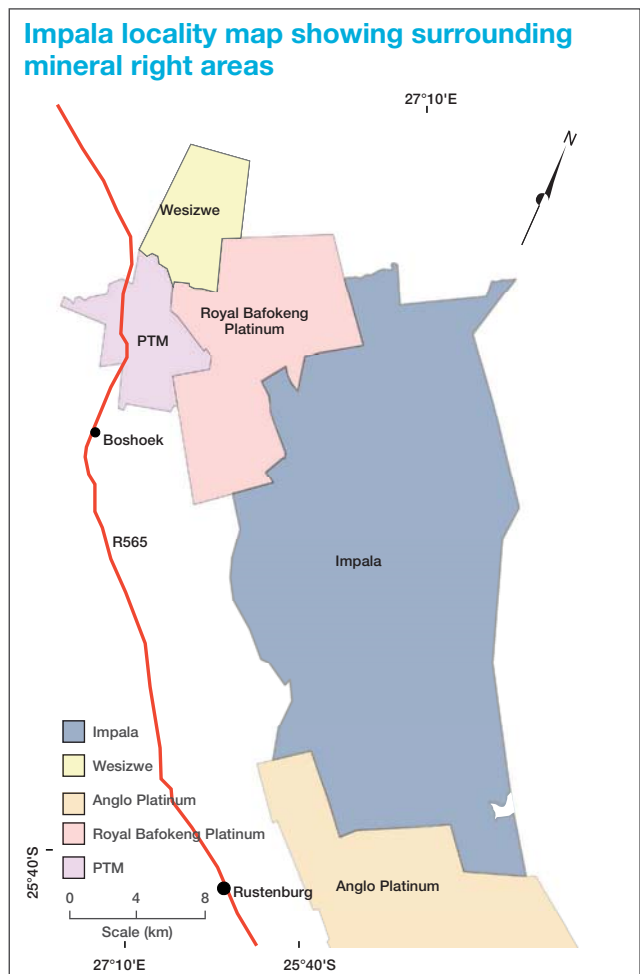 Impala locality map showing surrounding
mineral right areas
27°10'E
N
Wesizwe
Royal Bafokeng
Platinum
PTM
Boshoek
R565
Impala
Impala
Wesizwe
Anglo Platinum
Royal Bafokeng Platinum
PTM
25°40'S
0 4 8
Scale (km)
Rustenburg
Anglo Platinum
27°10'E
25°40'S